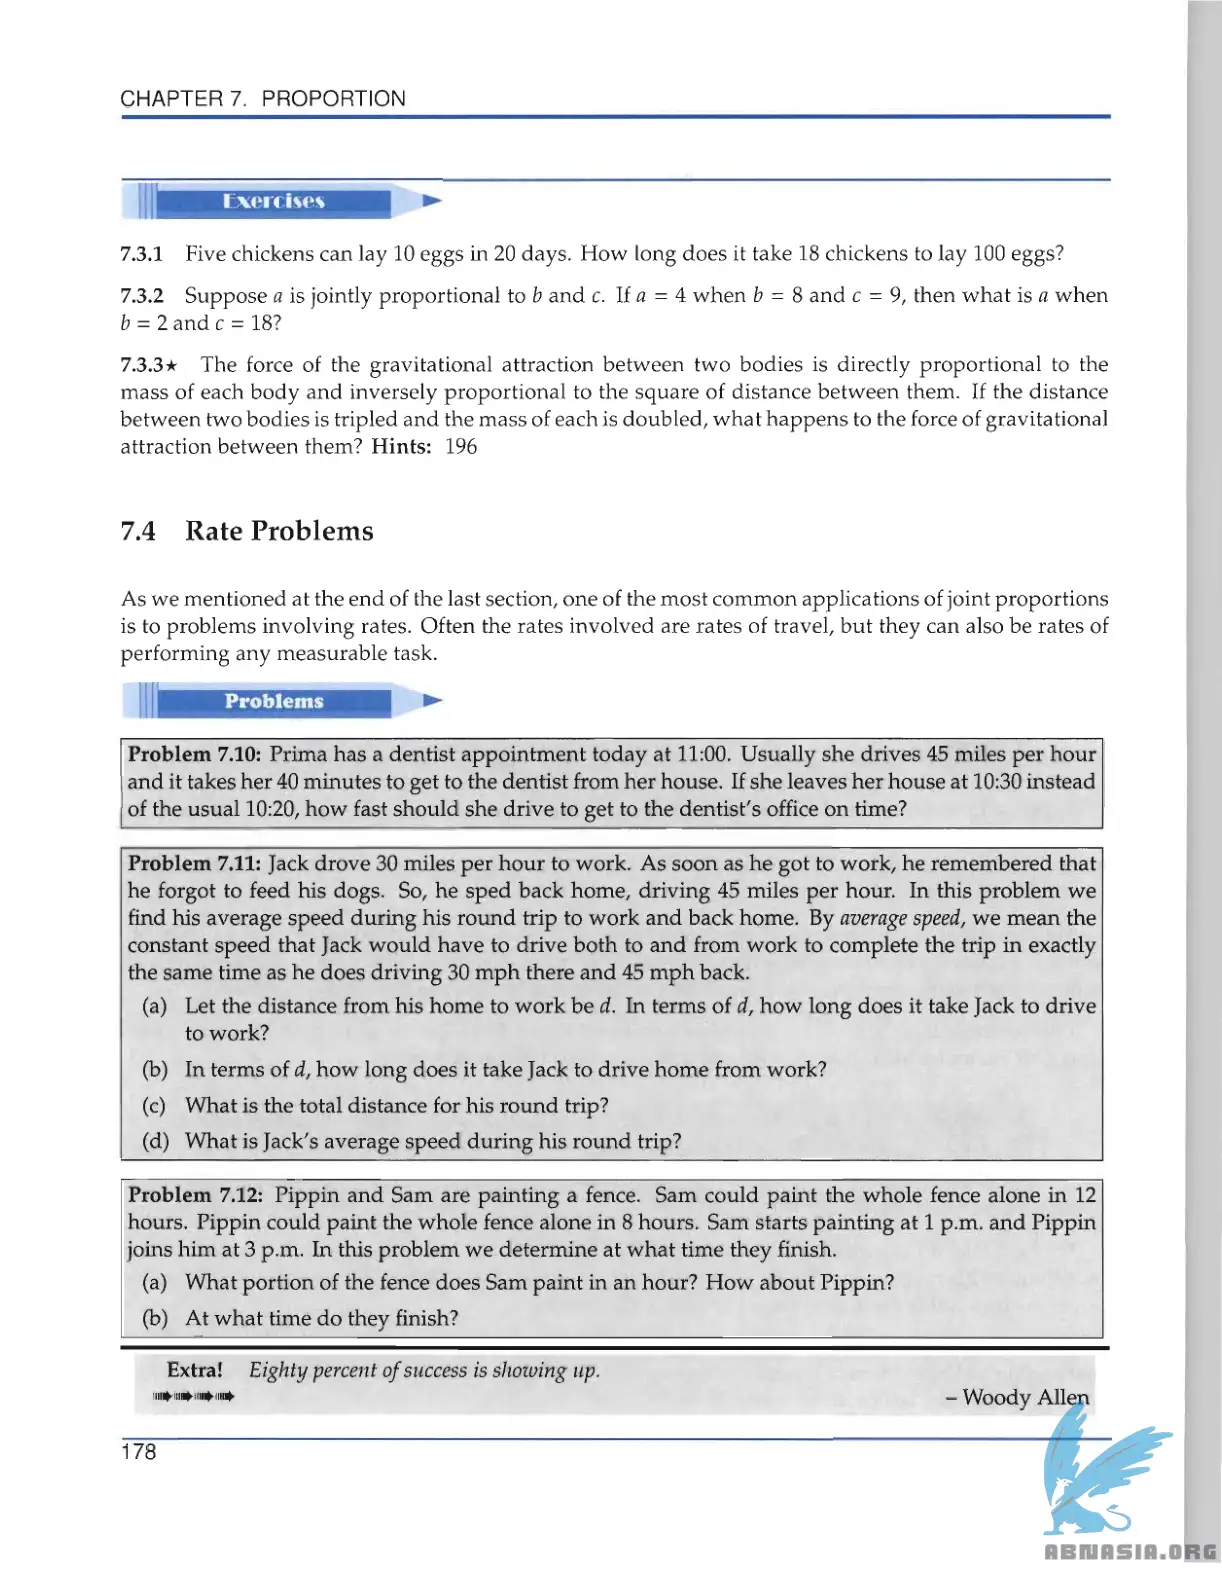 CHAPTER 7. PROPORTION
Exercises
7.3.1 Five chickens can lay 10 eggs in 20 days. How long does it take 18 chickens to lay 100 eggs?
7.3.2 Suppose a is jointly proportional to b and c. If a = 4 when b = 8 and c = 9, then what is a when
b = 2 and c = 18?
7.3.3★ The force of the gravitational attraction between two bodies is directly proportional to the
mass of each body and inversely proportional to the square of distance between them. If the distance
between two bodies is tripled and the mass of each is doubled, what happens to the force of gravitational
attraction between them? Hints: 196
7.4 Rate Problems
As we mentioned at the end of the last section, one of the most common applications of joint proportions
is to problems involving rates. Often the rates involved are rates of travel, but they can also be rates of
performing any measurable task.
Problems
Problem 7.10: Prima has a dentist appointment today at 11:00. Usually she drives 45 miles per hour
and it takes her 40 minutes to get to the dentist from her house. If she leaves her house at 10:30 instead
of the usual 10:20, how fast should she drive to get to the dentist's office on time?
Problem 7.11: Jack drove 30 miles per hour to work. As soon as he got to work, he remembered that
he forgot to feed his dogs. So, he sped back home, driving 45 miles per hour. In this problem we
find his average speed during his round trip to work and back home. By average speed, we mean the
constant speed that Jack would have to drive both to and from work to complete the trip in exactly
the same time as he does driving 30 mph there and 45 mph back.
(a) Let the distance from his home to work be d. In terms of d, how long does it take Jack to drive
to work?
(b) In terms of d, how long does it take Jack to drive home from work?
(c) What is the total distance for his round trip?
(d) What is Jack's average speed during his round trip?
Problem 7.12: Pippin and Sam are painting a fence. Sam could paint the whole fence alone in 12
hours. Pippin could paint the whole fence alone in 8 hours. Sam starts painting at 1 p.m. and Pippin
joins him at 3 p.m. In this problem we determine at what time they finish.
(a) What portion of the fence does Sam paint in an hour? How about Pippin?
(b) At what time do they finish?
Extra! Eighty percent of success is showing up.
– Woody Allen
178
ABNASIA.ORG